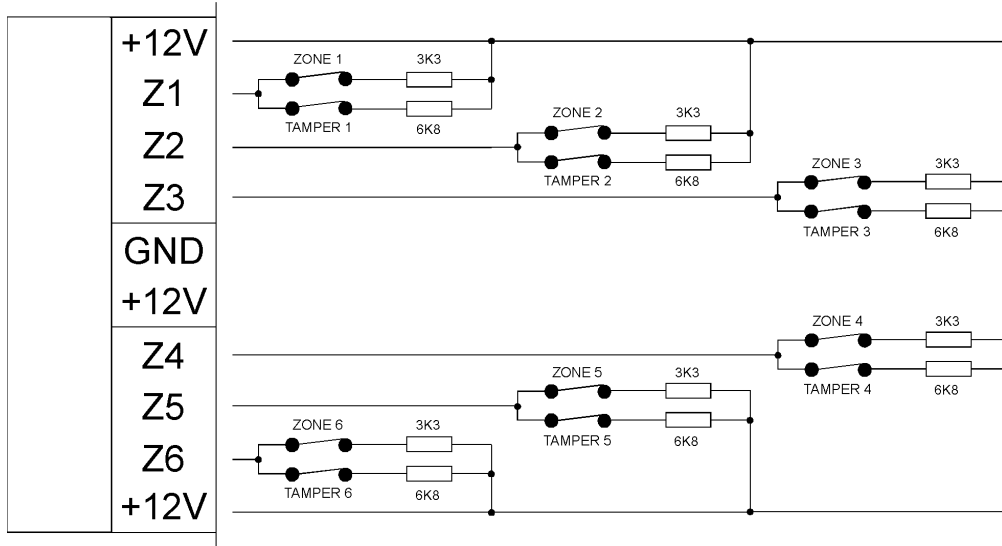 +12V
Z1
Z2
Z3
GND
+12V
Z4
Z5
Z6
+12V
ZONE 1
3K3
TAMPER 1
6K8
ZONE 2
3K3
TAMPER 2
6K8
ZONE 3
3K3
TAMPER 3
6K8
ZONE 4
3K3
TAMPER 4
6K8
ZONE 5
3K3
TAMPER 5
6K8
ZONE 6
3K3
TAMPER 6
6K8